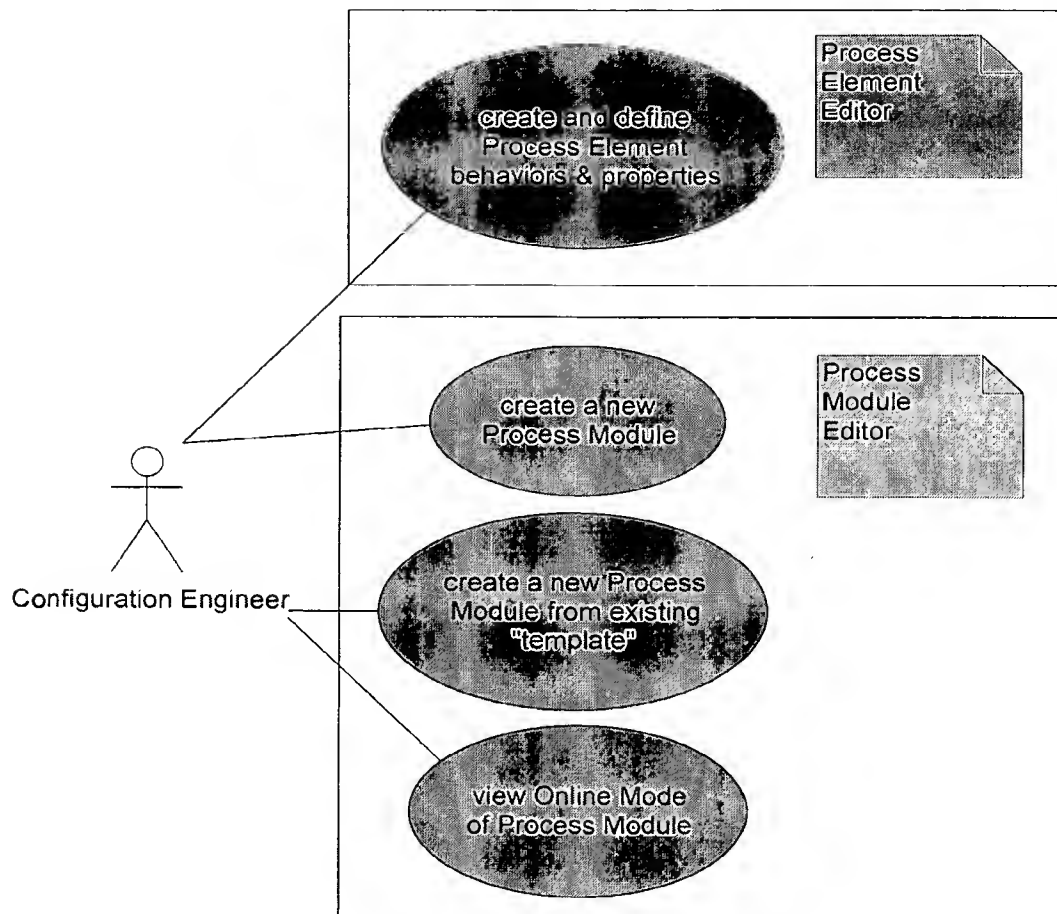 create and define
Process Element
behaviors & properties
Process
Element
Editor
create a new
Process Module
Process
Module
Editor
Configuration Engineer
create a new Process
Module from existing
"template"
view Online Mode
of Process Module